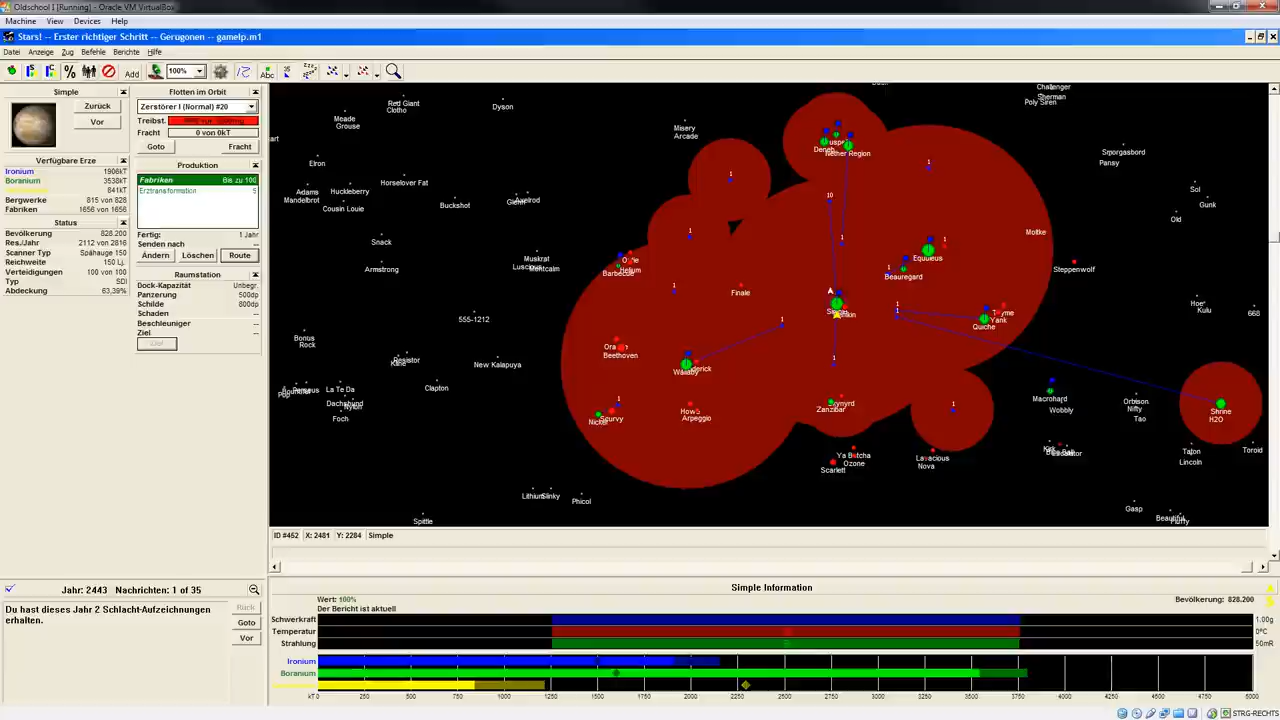 Oldschool I [Running] - Oracle VM VirtualBox
Machine View Devices Help
Stars! -- Erster richtiger Schritt -- Gerugonen -- gamelp.m1
Datei Anzeige Zug Befehle Berichte Hilfe
Add 100% Abc
Simple
Zurück
Vor
Verfügbare Erze
Ironium 1906kT
Boranium 3538kT
841kT
Bergwerke 815 von 828
Fabriken 1656 von 1656
Status
Bevölkerung 828.200
Res./Jahr 2112 von 2816
Scanner Typ Spähauge 150
Reichweite 150 Lj.
Verteidigungen 100 von 100
Typ SDI
Abdeckung 63,39%
Flotten im Orbit
Zerstörer I (Normal) #20
Treibst.
Fracht 0 von 0kT
Goto Fracht
Produktion
Fabriken Bis zu 100
Erztransformation 5
Fertig: 1 Jahr
Senden nach --
Ändern Löschen Route
Raumstation
Dock-Kapazität Unbegr.
Panzerung 500dp
Schilde 800dp
Schaden --
Beschleuniger --
Ziel --
Red Giant
Clotho
Dyson
Meade
Grouse
Misery
Arcade
Challenger
Sherman
Poly Siren
Smorgasbord
Pansy
Elron
Horselover Fat
Adams
Mandelbrot
Huckleberry
Cousin Louie
Buckshot
Axelrod
Sol
Gunk
Old
Snack
Armstrong
Muskrat
Montcalm
Barbecue
Helium
Finale
Nether Region
Equuleus
Beauregard
Moltke
Steppenwolf
Hoe
Kulu
668
555-1212
Bonus
Rock
Resistor
New Kalapuya
Clapton
Beethoven
Wallaby
Quiche
Yank
La Te Da
Dachshund
Foch
Nickel
Scurvy
Arpeggio
Zanzibar
Macrohard
Wobbly
Orbison
Nifty
Tao
Shrine
H2O
Ya Betcha
Ozone
Scarlett
Nova
Taton
Lincoln
Toroid
Slinky
Phicol
Spittle
Gasp
ID #452 X: 2481 Y: 2284 Simple
Jahr: 2443 Nachrichten: 1 of 35
Du hast dieses Jahr 2 Schlacht-Aufzeichnungen
erhalten.
Rück
Goto
Vor
Simple Information
Wert: 100% Bevölkerung: 828.200
Der Bericht ist aktuell
Schwerkraft 1.00g
Temperatur 0°C
Strahlung 50mR
Ironium
Boranium
kT 0 250 500 750 1000 1250 1500 1750 2000 2250 2500 2750 3000 3250 3500 3750 4000 4250 4500 4750 5000
STRG-RECHTS